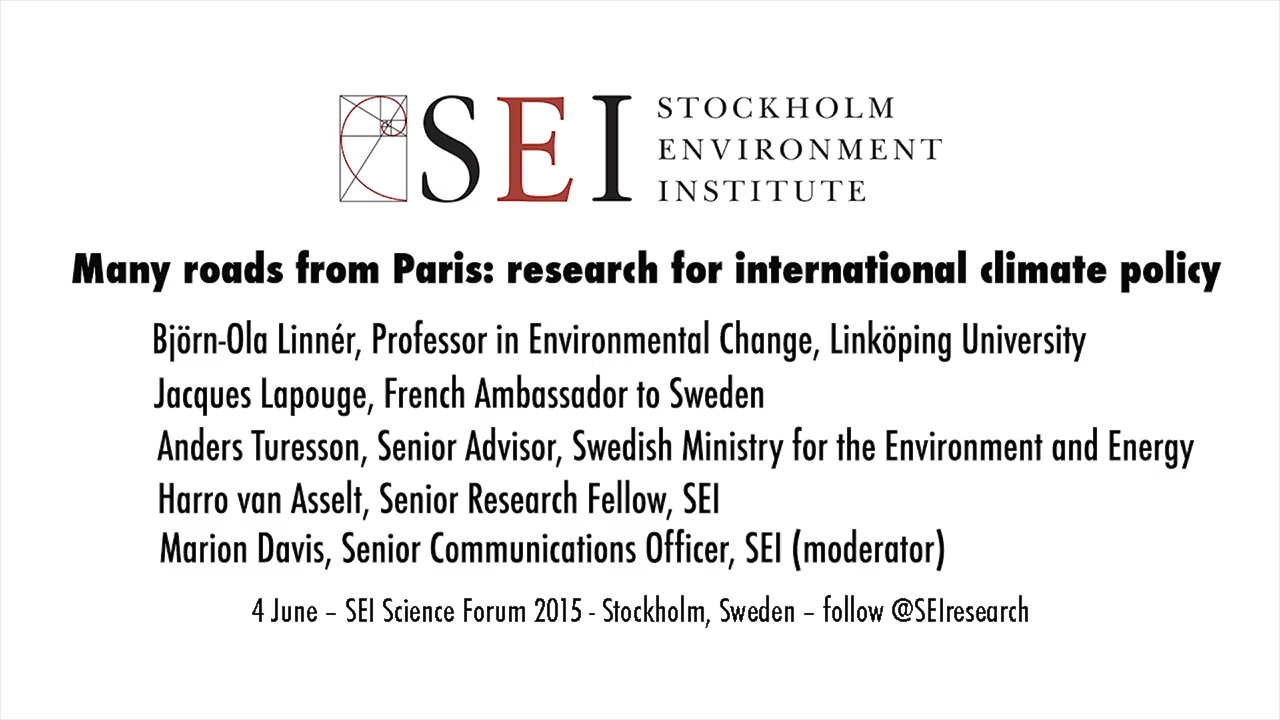 SEI
STOCKHOLM
ENVIRONMENT
INSTITUTE
Many roads from Paris: research for international climate policy
Björn-Ola Linnér, Professor in Environmental Change, Linköping University
Jacques Lapouge, French Ambassador to Sweden
Anders Turesson, Senior Advisor, Swedish Ministry for the Environment and Energy
Harro van Asselt, Senior Research Fellow, SEI
Marion Davis, Senior Communications Officer, SEI (moderator)
4 June – SEI Science Forum 2015 - Stockholm, Sweden – follow @SEIresearch